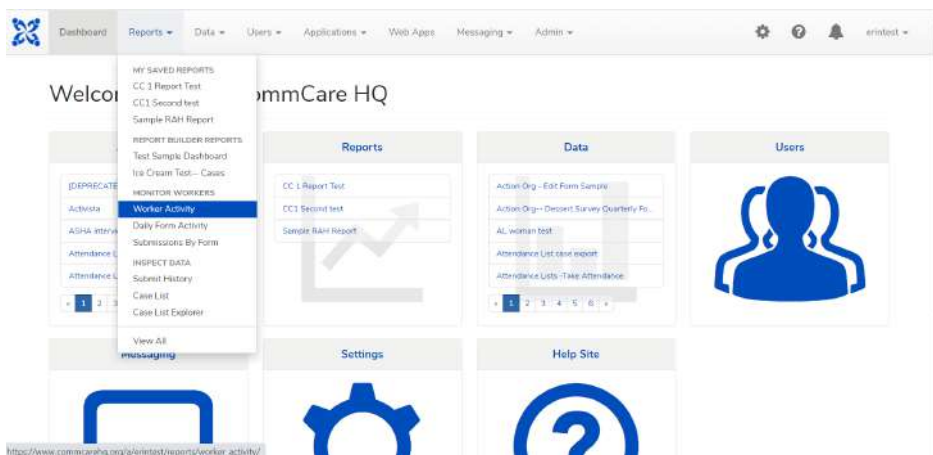 Dashboard Reports Data Users Applications Web Apps Messaging Admin erintest
MY SAVED REPORTS
CC 1 Report Test
CC1 Second test
Sample RAH Report
REPORT BUILDER REPORTS
Test Sample Dashboard
Ice Cream Test-- Cases
MONITOR WORKERS
Worker Activity
Daily Form Activity
Submissions By Form
INSPECT DATA
Submit History
Case List
Case List Explorer
View All
Welco ommCare HQ
[DEPRECATE
Activista
ASHA Interv
Attendance L
Attendance L
« 1 2 3
Reports
CC 1 Report Test
CC1 Second test
Sample RAH Report
Data
Action Org - Edit Form Sample
Action Org-- Dessert Survey Quarterly Fo...
AL woman test
Attendance List case export
Attendance Lists -Take Attendance
« 1 2 3 4 5 6 »
Users
Messaging
Settings
Help Site
https://www.commcarehq.org/a/erintest/reports/worker_activity/